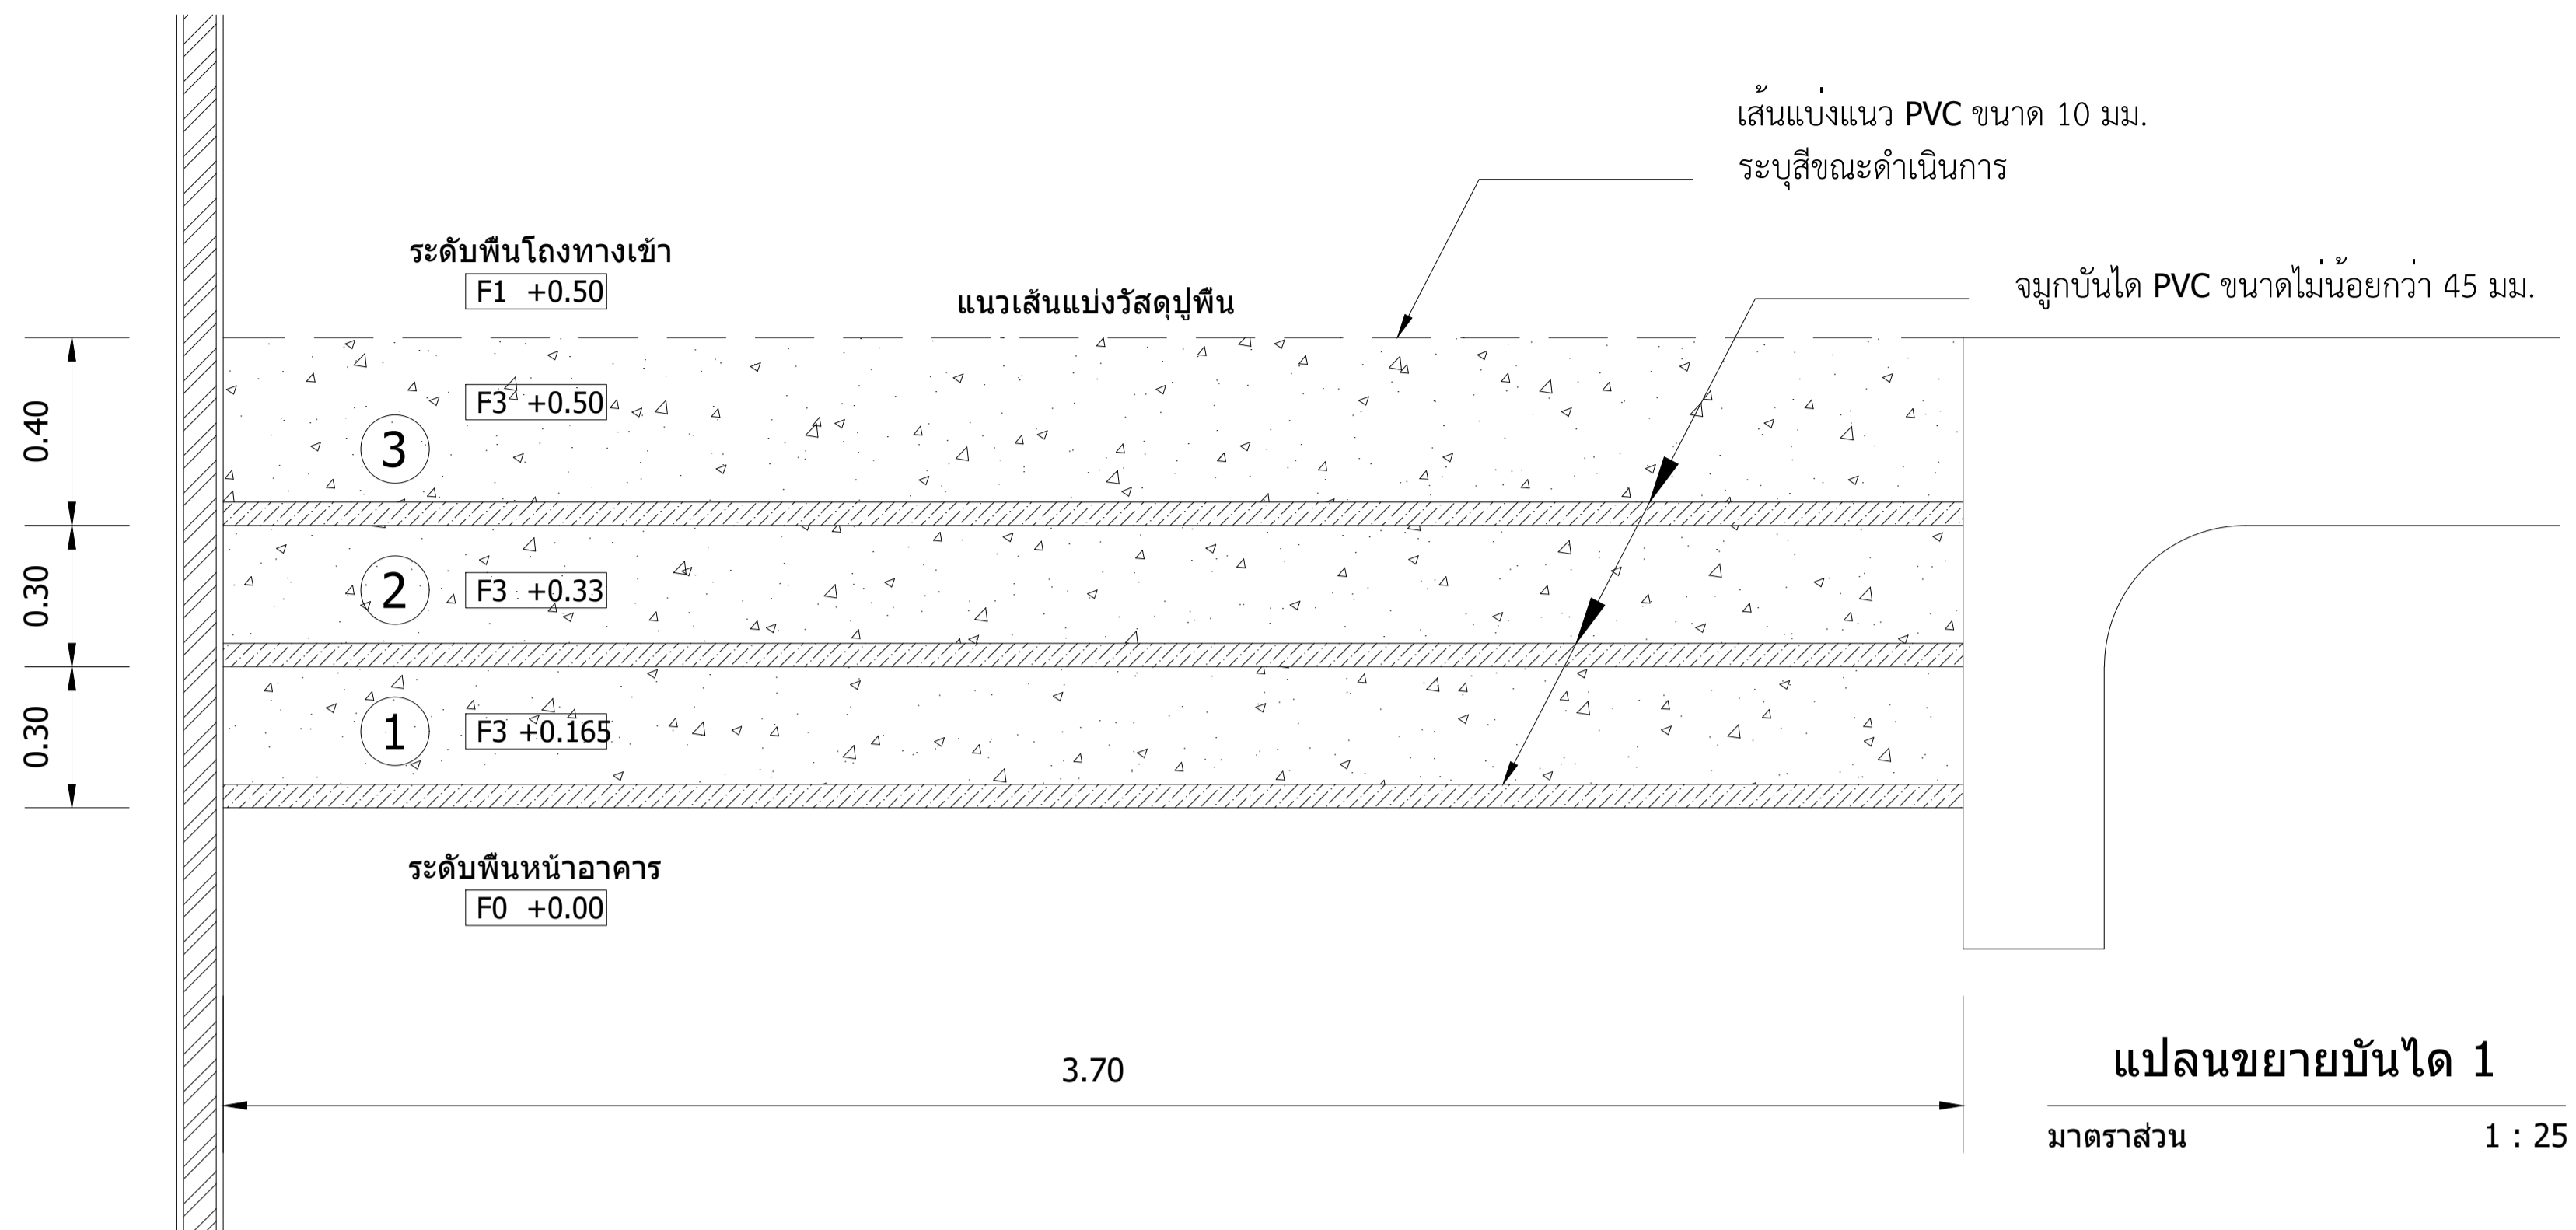 เส้นแบ่งแนว PVC ขนาด 10 มม.
ระบุสีขณะดำเนินการ
ระดับพื้นโถงทางเข้า
F1 +0.50
แนวเส้นแบ่งวัสดุปูพื้น
จมูกบันได PVC ขนาดไม่น้อยกว่า 45 มม.
0.40
F3 +0.50
3
0.30
2
F3 +0.33
0.30
1
F3 +0.165
ระดับพื้นหน้าอาคาร
F0 +0.00
3.70
แปลนขยายบันได 1
มาตราส่วน 1 : 25